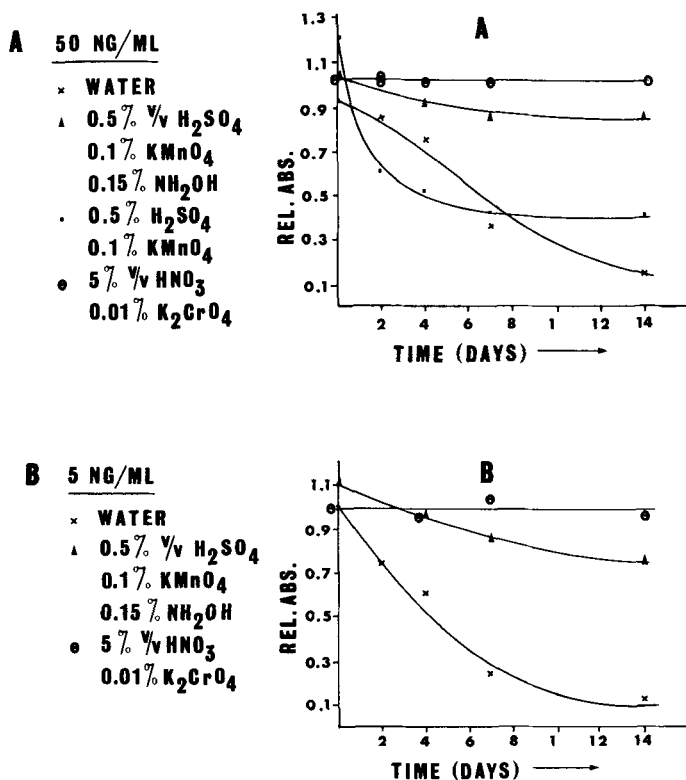 A 50 NG/ML
× WATER
▴ 0.5% V/V H₂SO₄
0.1% KMnO₄
0.15% NH₂OH
· 0.5% H₂SO₄
0.1% KMnO₄
⊖ 5% V/V HNO₃
0.01% K₂CrO₄
A
REL. ABS.
1.3
1.1
0.9
0.7
0.5
0.3
0.1
2 4 6 8 1 12 14
TIME (DAYS)
B 5 NG/ML
× WATER
▴ 0.5% V/V H₂SO₄
0.1% KMnO₄
0.15% NH₂OH
⊖ 5% V/V HNO₃
0.01% K₂CrO₄
B
REL. ABS.
1.1
0.9
0.7
0.5
0.3
0.1
2 4 6 8 1 12 14
TIME (DAYS)